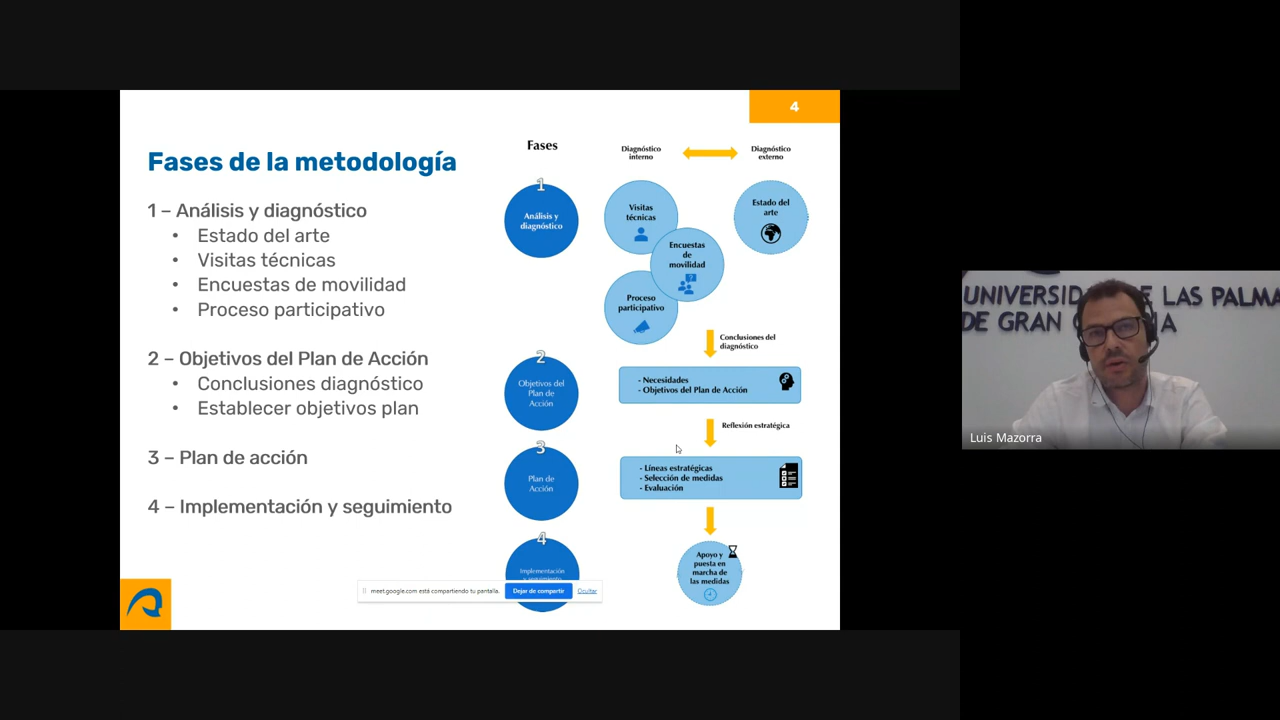 4
Fases de la metodología
1 – Análisis y diagnóstico
• Estado del arte
• Visitas técnicas
• Encuestas de movilidad
• Proceso participativo
2 – Objetivos del Plan de Acción
• Conclusiones diagnóstico
• Establecer objetivos plan
3 – Plan de acción
4 – Implementación y seguimiento
Fases
Diagnóstico
interno
Diagnóstico
externo
1
Análisis y
diagnóstico
Visitas
técnicas
Encuestas
de
movilidad
Proceso
participativo
Estado del
arte
Conclusiones del
diagnóstico
2
Objetivos del
Plan de
Acción
- Necesidades
- Objetivos del Plan de Acción
Reflexión estratégica
3
Plan de
Acción
- Líneas estratégicas
- Selección de medidas
- Evaluación
4
Implementación
y seguimiento
Apoyo y
puesta en
marcha de
las medidas
meet.google.com está compartiendo tu pantalla.
Dejar de compartir
Ocultar
DE LAS PALMA
DE GRAN
Luis Mazorra